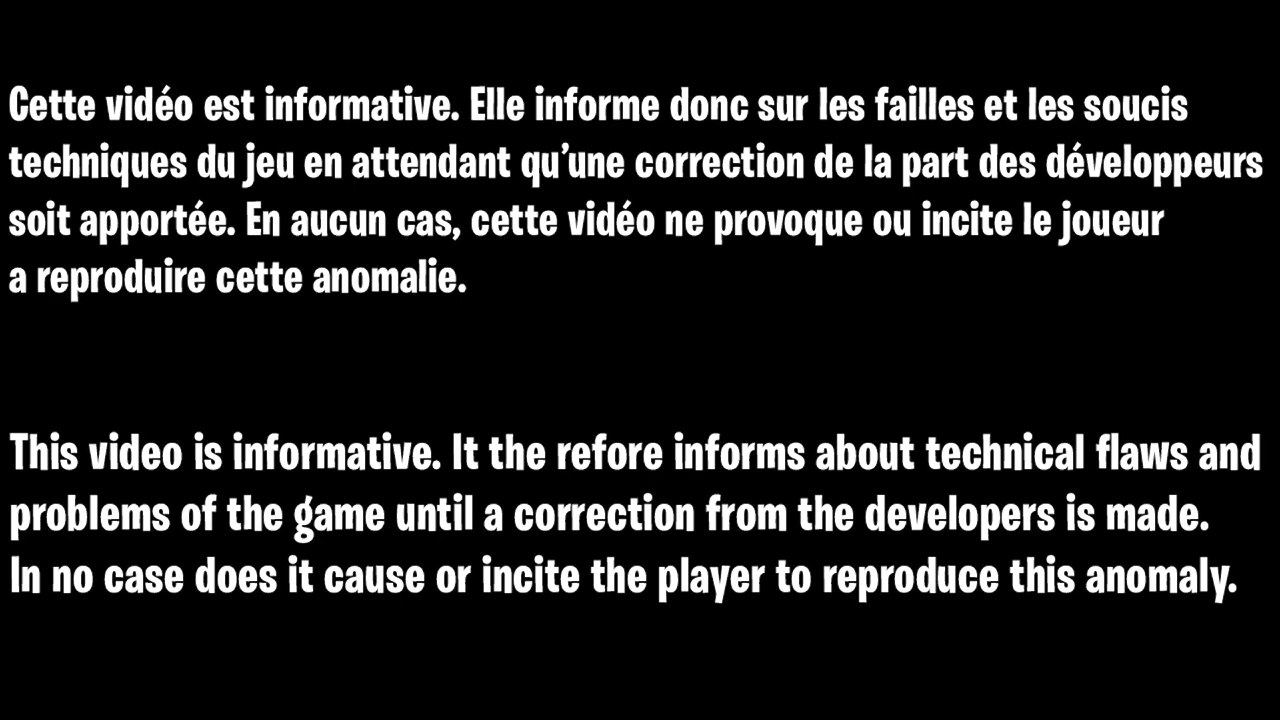 Cette vidéo est informative. Elle informe donc sur les failles et les soucis
techniques du jeu en attendant qu’une correction de la part des développeurs
soit apportée. En aucun cas, cette vidéo ne provoque ou incite le joueur
a reproduire cette anomalie.
This video is informative. It the refore informs about technical flaws and
problems of the game until a correction from the developers is made.
In no case does it cause or incite the player to reproduce this anomaly.